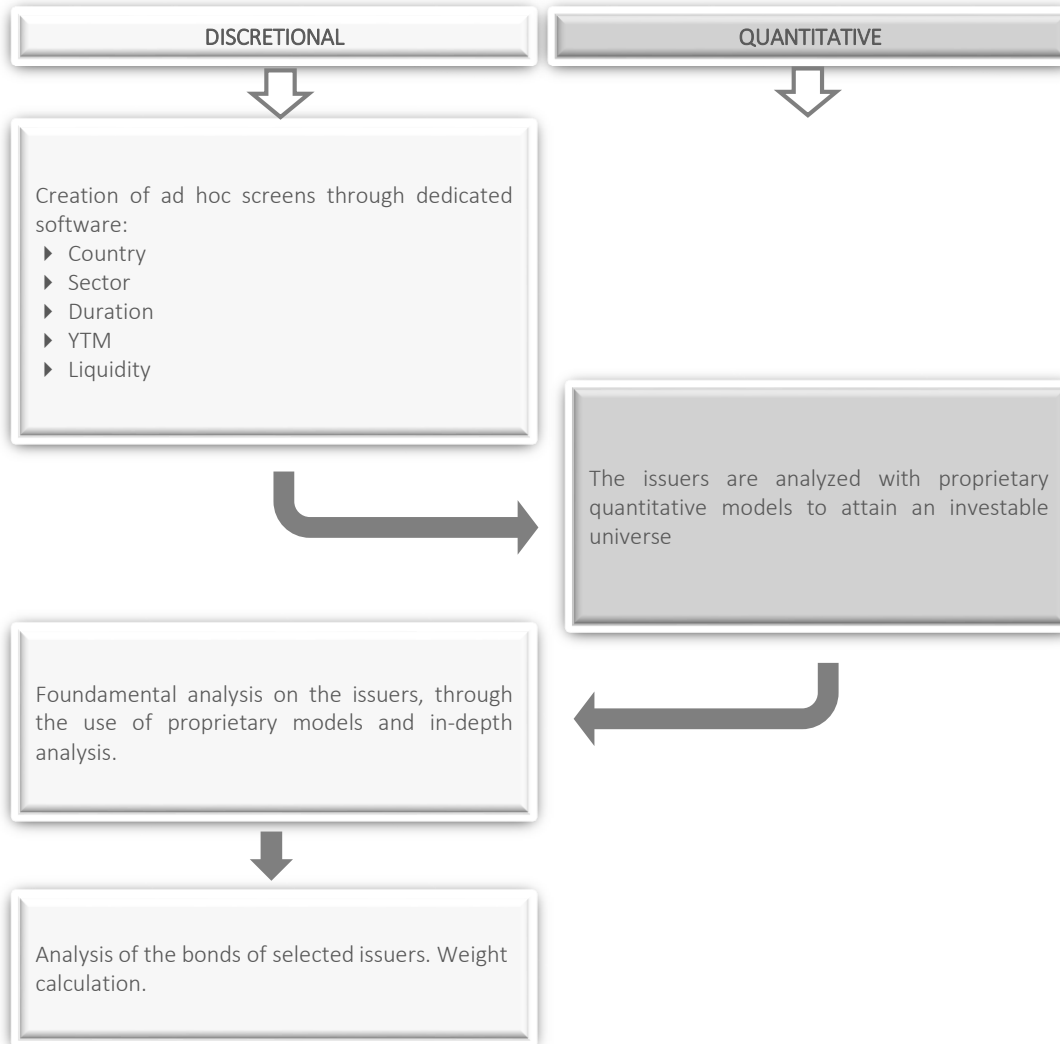 DISCRETIONAL
QUANTITATIVE
Creation of ad hoc screens through dedicated
software:
Country
Sector
Duration
YTM
Liquidity
The issuers are analyzed with proprietary
quantitative models to attain an investable
universe
Foundamental analysis on the issuers, through
the use of proprietary models and in-depth
analysis.
Analysis of the bonds of selected issuers. Weight
calculation.